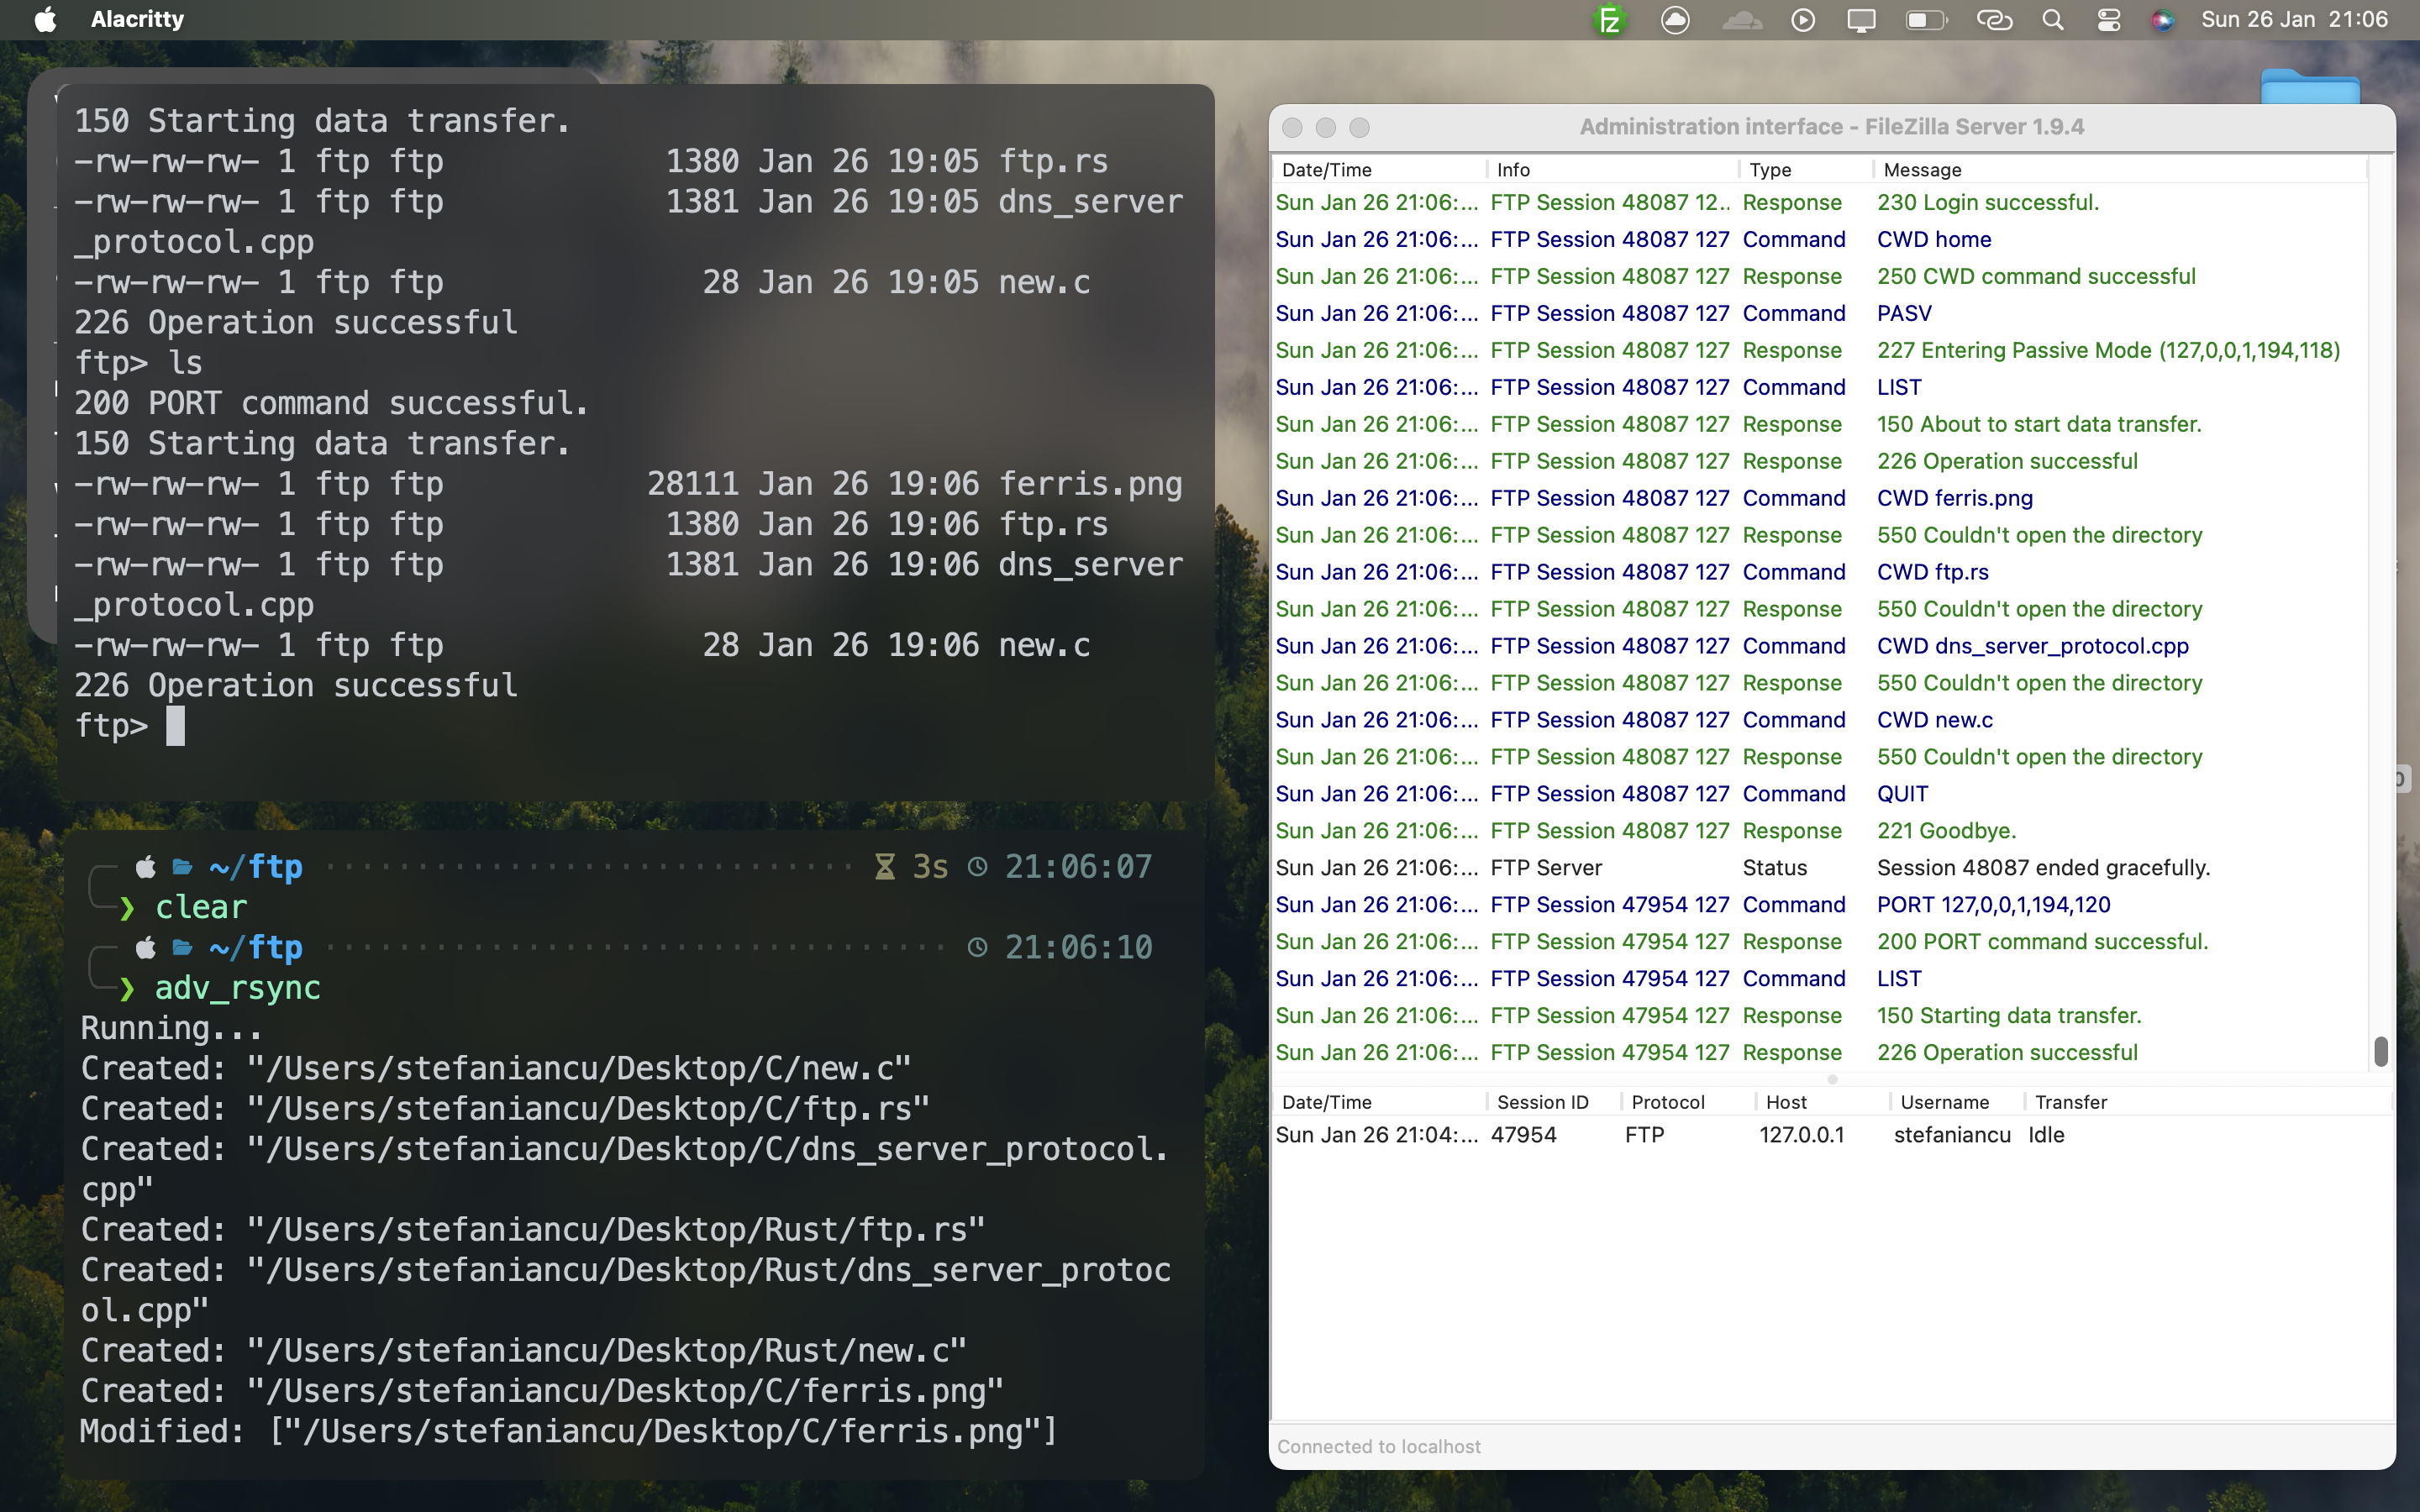 Alacritty
Sun 26 Jan 21:06
150 Starting data transfer.
-rw-rw-rw- 1 ftp ftp 1380 Jan 26 19:05 ftp.rs
-rw-rw-rw- 1 ftp ftp 1381 Jan 26 19:05 dns_server
_protocol.cpp
-rw-rw-rw- 1 ftp ftp 28 Jan 26 19:05 new.c
226 Operation successful
ftp> ls
200 PORT command successful.
150 Starting data transfer.
-rw-rw-rw- 1 ftp ftp 28111 Jan 26 19:06 ferris.png
-rw-rw-rw- 1 ftp ftp 1380 Jan 26 19:06 ftp.rs
-rw-rw-rw- 1 ftp ftp 1381 Jan 26 19:06 dns_server
_protocol.cpp
-rw-rw-rw- 1 ftp ftp 28 Jan 26 19:06 new.c
226 Operation successful
ftp>
~/ftp 3s 21:06:07
❯ clear
~/ftp 21:06:10
❯ adv_rsync
Running...
Created: "/Users/stefaniancu/Desktop/C/new.c"
Created: "/Users/stefaniancu/Desktop/C/ftp.rs"
Created: "/Users/stefaniancu/Desktop/C/dns_server_protocol.
cpp"
Created: "/Users/stefaniancu/Desktop/Rust/ftp.rs"
Created: "/Users/stefaniancu/Desktop/Rust/dns_server_protoc
ol.cpp"
Created: "/Users/stefaniancu/Desktop/Rust/new.c"
Created: "/Users/stefaniancu/Desktop/C/ferris.png"
Modified: ["/Users/stefaniancu/Desktop/C/ferris.png"]
Administration interface - FileZilla Server 1.9.4
Date/Time Info Type Message
Sun Jan 26 21:06:... FTP Session 48087 12... Response 230 Login successful.
Sun Jan 26 21:06:... FTP Session 48087 127 Command CWD home
Sun Jan 26 21:06:... FTP Session 48087 127 Response 250 CWD command successful
Sun Jan 26 21:06:... FTP Session 48087 127 Command PASV
Sun Jan 26 21:06:... FTP Session 48087 127 Response 227 Entering Passive Mode (127,0,0,1,194,118)
Sun Jan 26 21:06:... FTP Session 48087 127 Command LIST
Sun Jan 26 21:06:... FTP Session 48087 127 Response 150 About to start data transfer.
Sun Jan 26 21:06:... FTP Session 48087 127 Response 226 Operation successful
Sun Jan 26 21:06:... FTP Session 48087 127 Command CWD ferris.png
Sun Jan 26 21:06:... FTP Session 48087 127 Response 550 Couldn't open the directory
Sun Jan 26 21:06:... FTP Session 48087 127 Command CWD ftp.rs
Sun Jan 26 21:06:... FTP Session 48087 127 Response 550 Couldn't open the directory
Sun Jan 26 21:06:... FTP Session 48087 127 Command CWD dns_server_protocol.cpp
Sun Jan 26 21:06:... FTP Session 48087 127 Response 550 Couldn't open the directory
Sun Jan 26 21:06:... FTP Session 48087 127 Command CWD new.c
Sun Jan 26 21:06:... FTP Session 48087 127 Response 550 Couldn't open the directory
Sun Jan 26 21:06:... FTP Session 48087 127 Command QUIT
Sun Jan 26 21:06:... FTP Session 48087 127 Response 221 Goodbye.
Sun Jan 26 21:06:... FTP Server Status Session 48087 ended gracefully.
Sun Jan 26 21:06:... FTP Session 47954 127 Command PORT 127,0,0,1,194,120
Sun Jan 26 21:06:... FTP Session 47954 127 Response 200 PORT command successful.
Sun Jan 26 21:06:... FTP Session 47954 127 Command LIST
Sun Jan 26 21:06:... FTP Session 47954 127 Response 150 Starting data transfer.
Sun Jan 26 21:06:... FTP Session 47954 127 Response 226 Operation successful
Date/Time Session ID Protocol Host Username Transfer
Sun Jan 26 21:04:... 47954 FTP 127.0.0.1 stefaniancu Idle
Connected to localhost